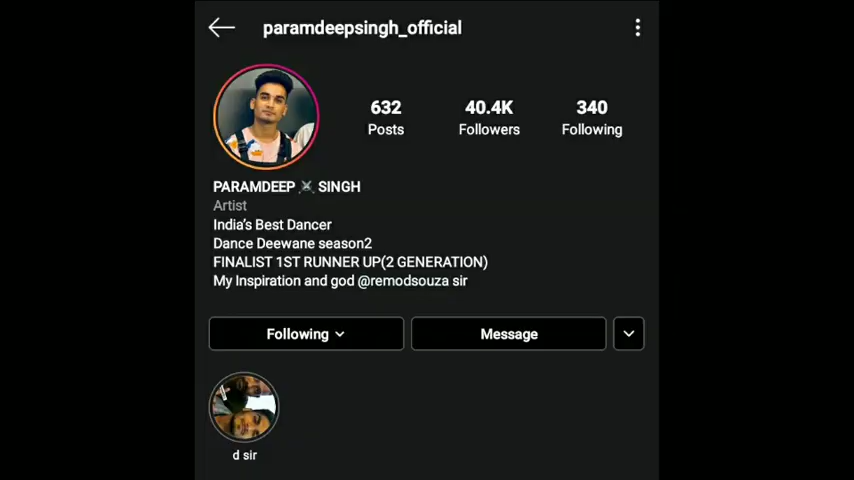 paramdeepsingh_official
632 40.4K 340
Posts Followers Following
PARAMDEEP ⚔️ SINGH
Artist
India's Best Dancer
Dance Deewane season2
FINALIST 1ST RUNNER UP(2 GENERATION)
My Inspiration and god @remodsouza sir
Following Message
d sir